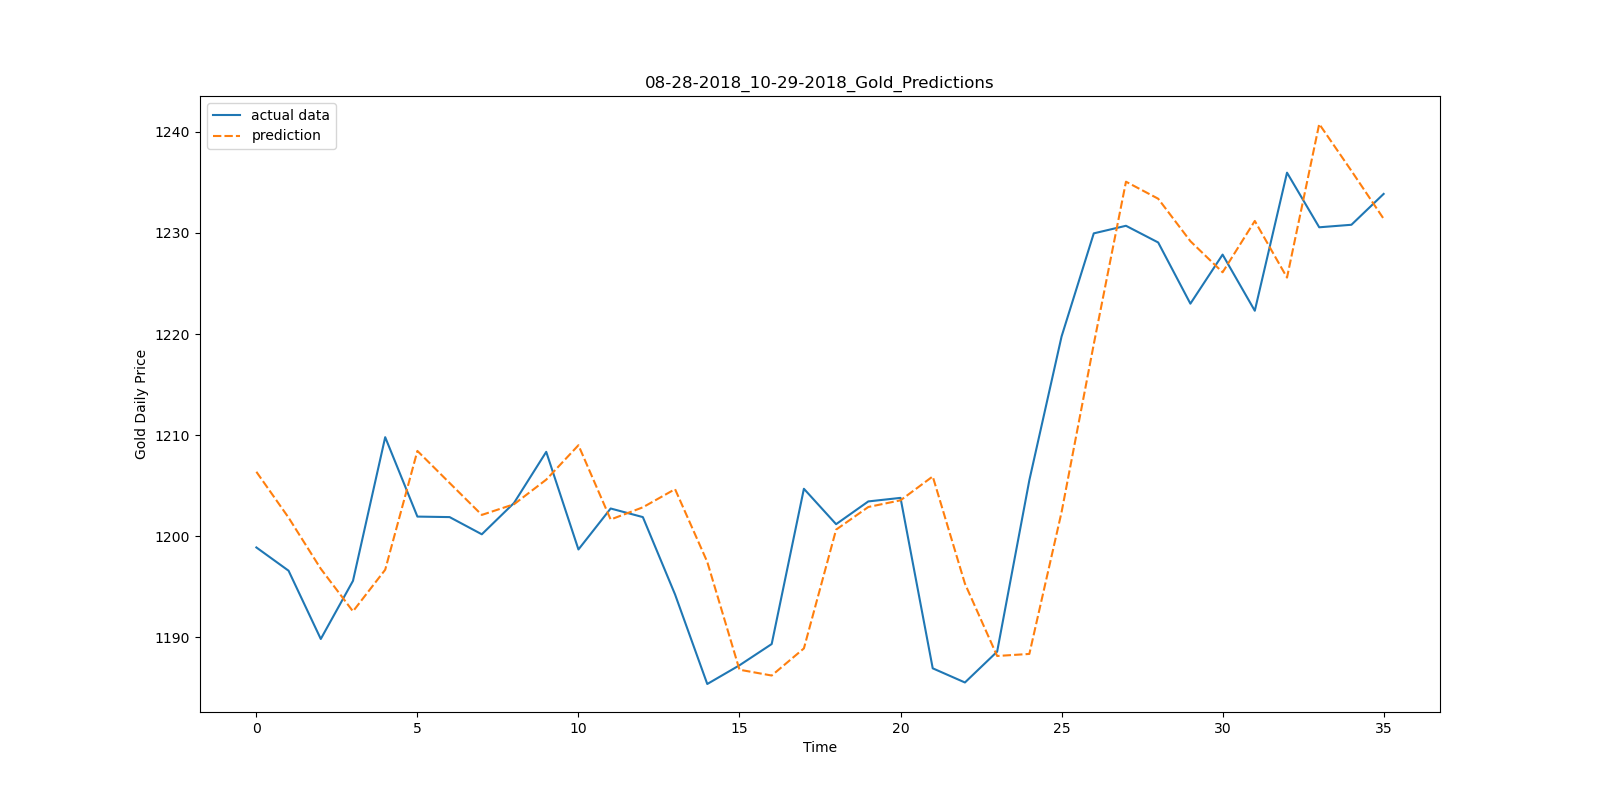 08-28-2018_10-29-2018_Gold_Predictions
actual data
prediction
1240
1230
1220
1210
1200
1190
Gold Daily Price
0 5 10 15 20 25 30 35
Time